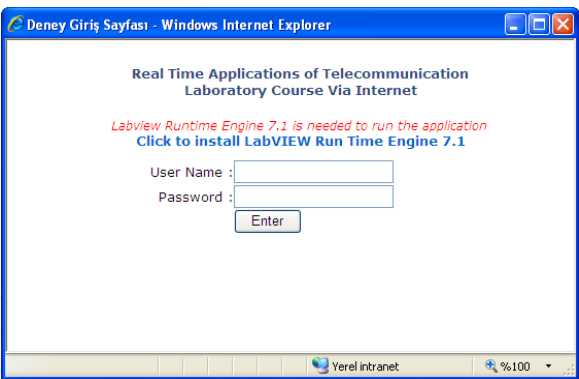 Deney Giriş Sayfası - Windows Internet Explorer
Real Time Applications of Telecommunication
Laboratory Course Via Internet
Labview Runtime Engine 7.1 is needed to run the application
Click to install LabVIEW Run Time Engine 7.1
User Name :
Password :
Enter
Yerel intranet %100